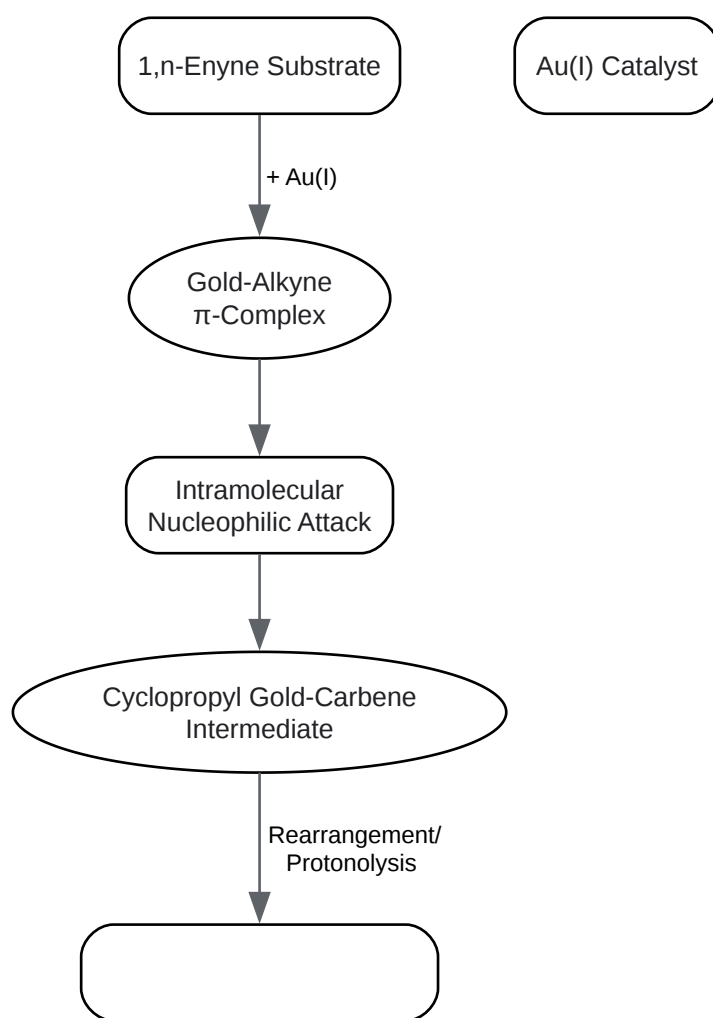 1,n-Enyne Substrate
Au(I) Catalyst
+ Au(I)
Gold-Alkyne
π-Complex
Intramolecular
Nucleophilic Attack
Cyclopropyl Gold-Carbene
Intermediate
Rearrangement/
Protonolysis